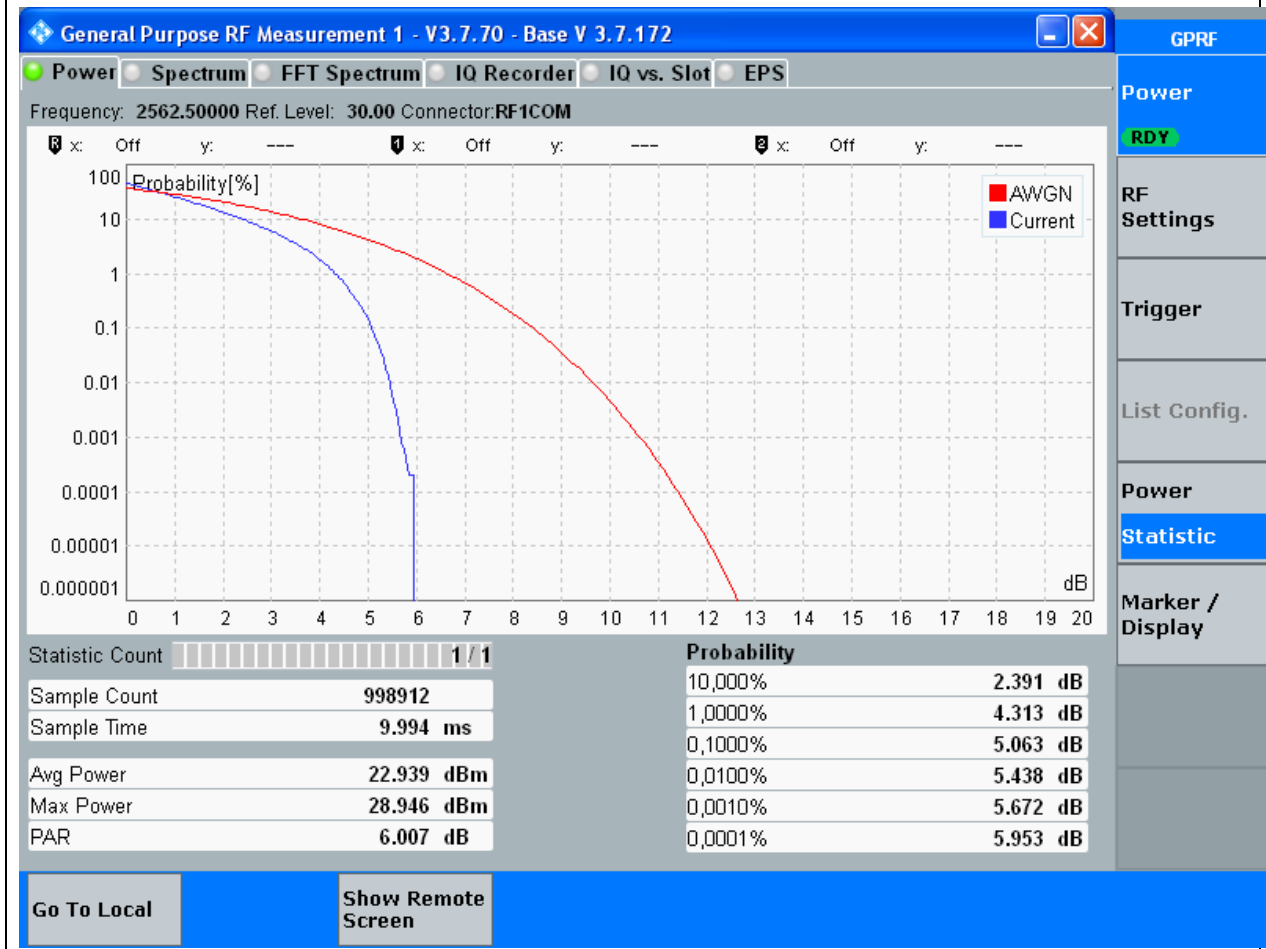 General Purpose RF Measurement 1 - V3.7.70 - Base V 3.7.172
GPRF
Power Spectrum FFT Spectrum IQ Recorder IQ vs. Slot EPS
Frequency: 2562.50000 Ref. Level: 30.00 Connector:RF1COM
R x: Off y: --- 1 x: Off y: --- 2 x: Off y: ---
Probability[%]
AWGN
Current
100
10
1
0.1
0.01
0.001
0.0001
0.00001
0.000001
dB
0 1 2 3 4 5 6 7 8 9 10 11 12 13 14 15 16 17 18 19 20
Statistic Count 1 / 1
Sample Count 998912
Sample Time 9.994 ms
Avg Power 22.939 dBm
Max Power 28.946 dBm
PAR 6.007 dB
Probability
10,000% 2.391 dB
1,0000% 4.313 dB
0,1000% 5.063 dB
0,0100% 5.438 dB
0,0010% 5.672 dB
0,0001% 5.953 dB
Power
RDY
RF
Settings
Trigger
List Config.
Power
Statistic
Marker /
Display
Go To Local
Show Remote
Screen